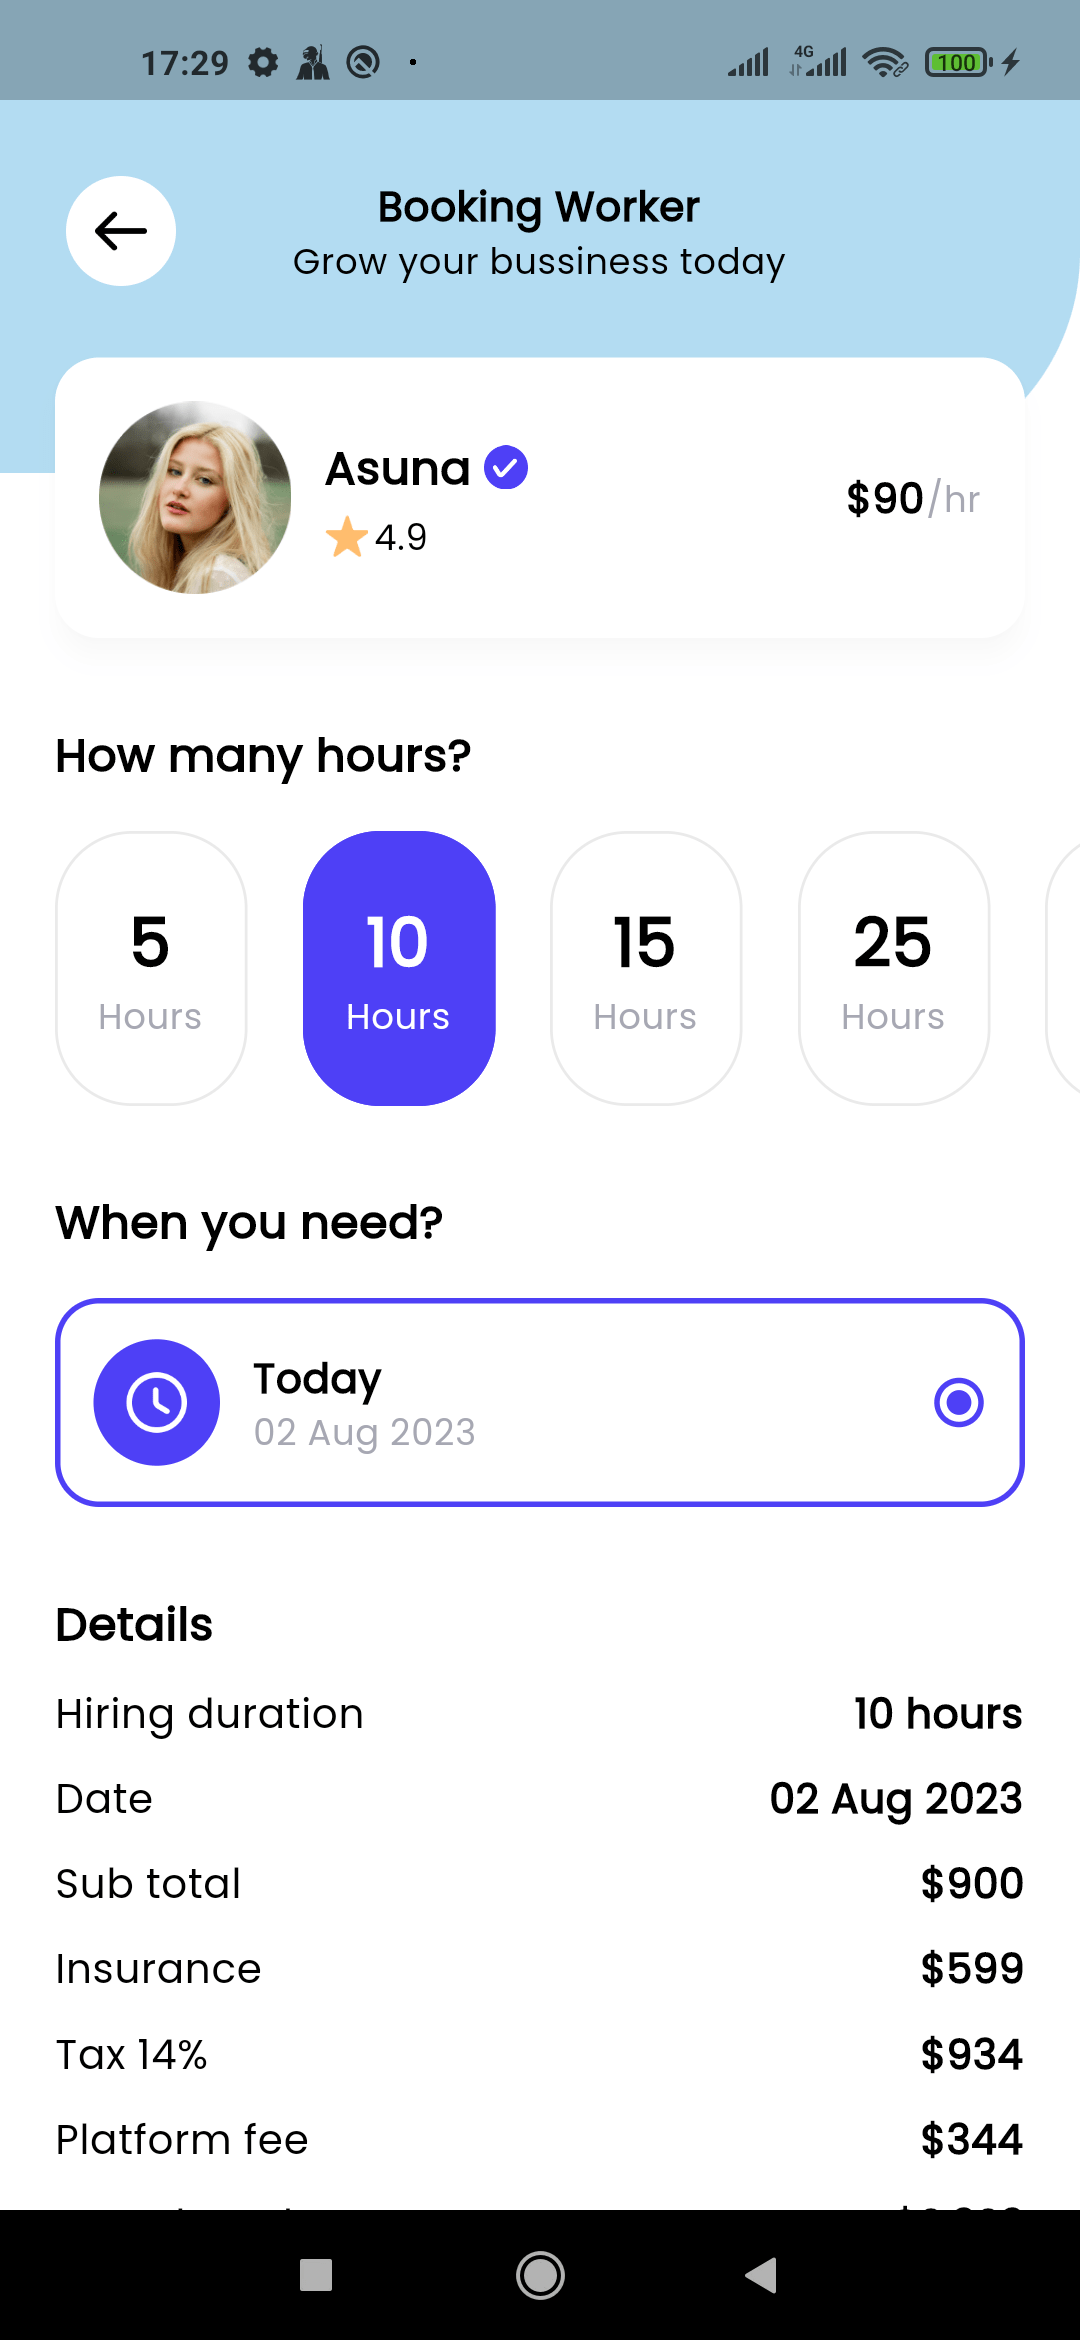 17:29
4G
100
Booking Worker
Grow your bussiness today
Asuna
4.9
$90/hr
How many hours?
5
Hours
10
Hours
15
Hours
25
Hours
When you need?
Today
02 Aug 2023
Details
Hiring duration 10 hours
Date 02 Aug 2023
Sub total $900
Insurance $599
Tax 14% $934
Platform fee $344